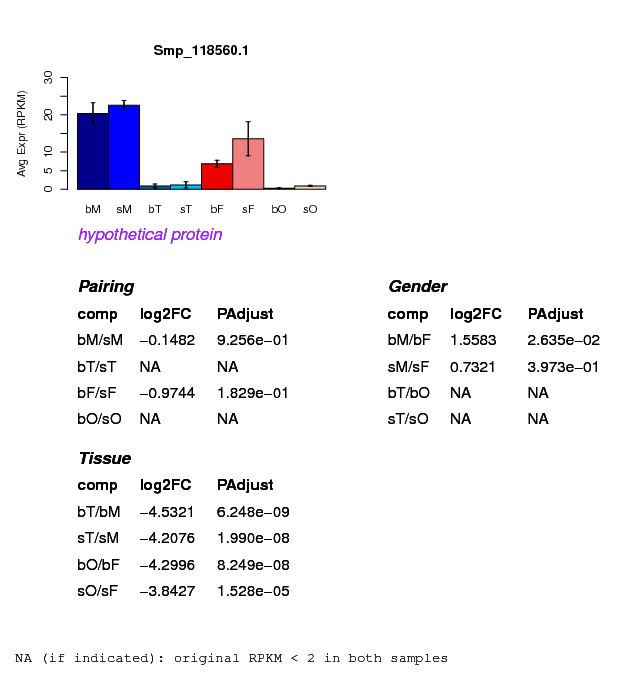 Smp_118560.1
Avg Expr (RPKM)
0 5 10 20 30
bM sM bT sT bF sF bO sO
hypothetical protein
Pairing
comp log2FC PAdjust
bM/sM −0.1482 9.256e−01
bT/sT NA NA
bF/sF −0.9744 1.829e−01
bO/sO NA NA
Gender
comp log2FC PAdjust
bM/bF 1.5583 2.635e−02
sM/sF 0.7321 3.973e−01
bT/bO NA NA
sT/sO NA NA
Tissue
comp log2FC PAdjust
bT/bM −4.5321 6.248e−09
sT/sM −4.2076 1.990e−08
bO/bF −4.2996 8.249e−08
sO/sF −3.8427 1.528e−05
NA (if indicated): original RPKM < 2 in both samples